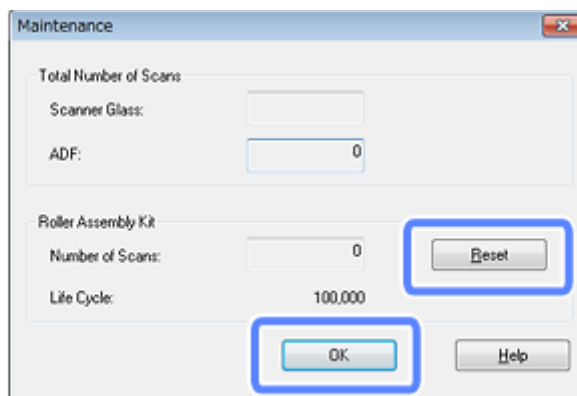 Maintenance
Total Number of Scans
Scanner Glass:
ADF: 0
Roller Assembly Kit
Number of Scans: 0 Reset
Life Cycle: 100,000
OK Help